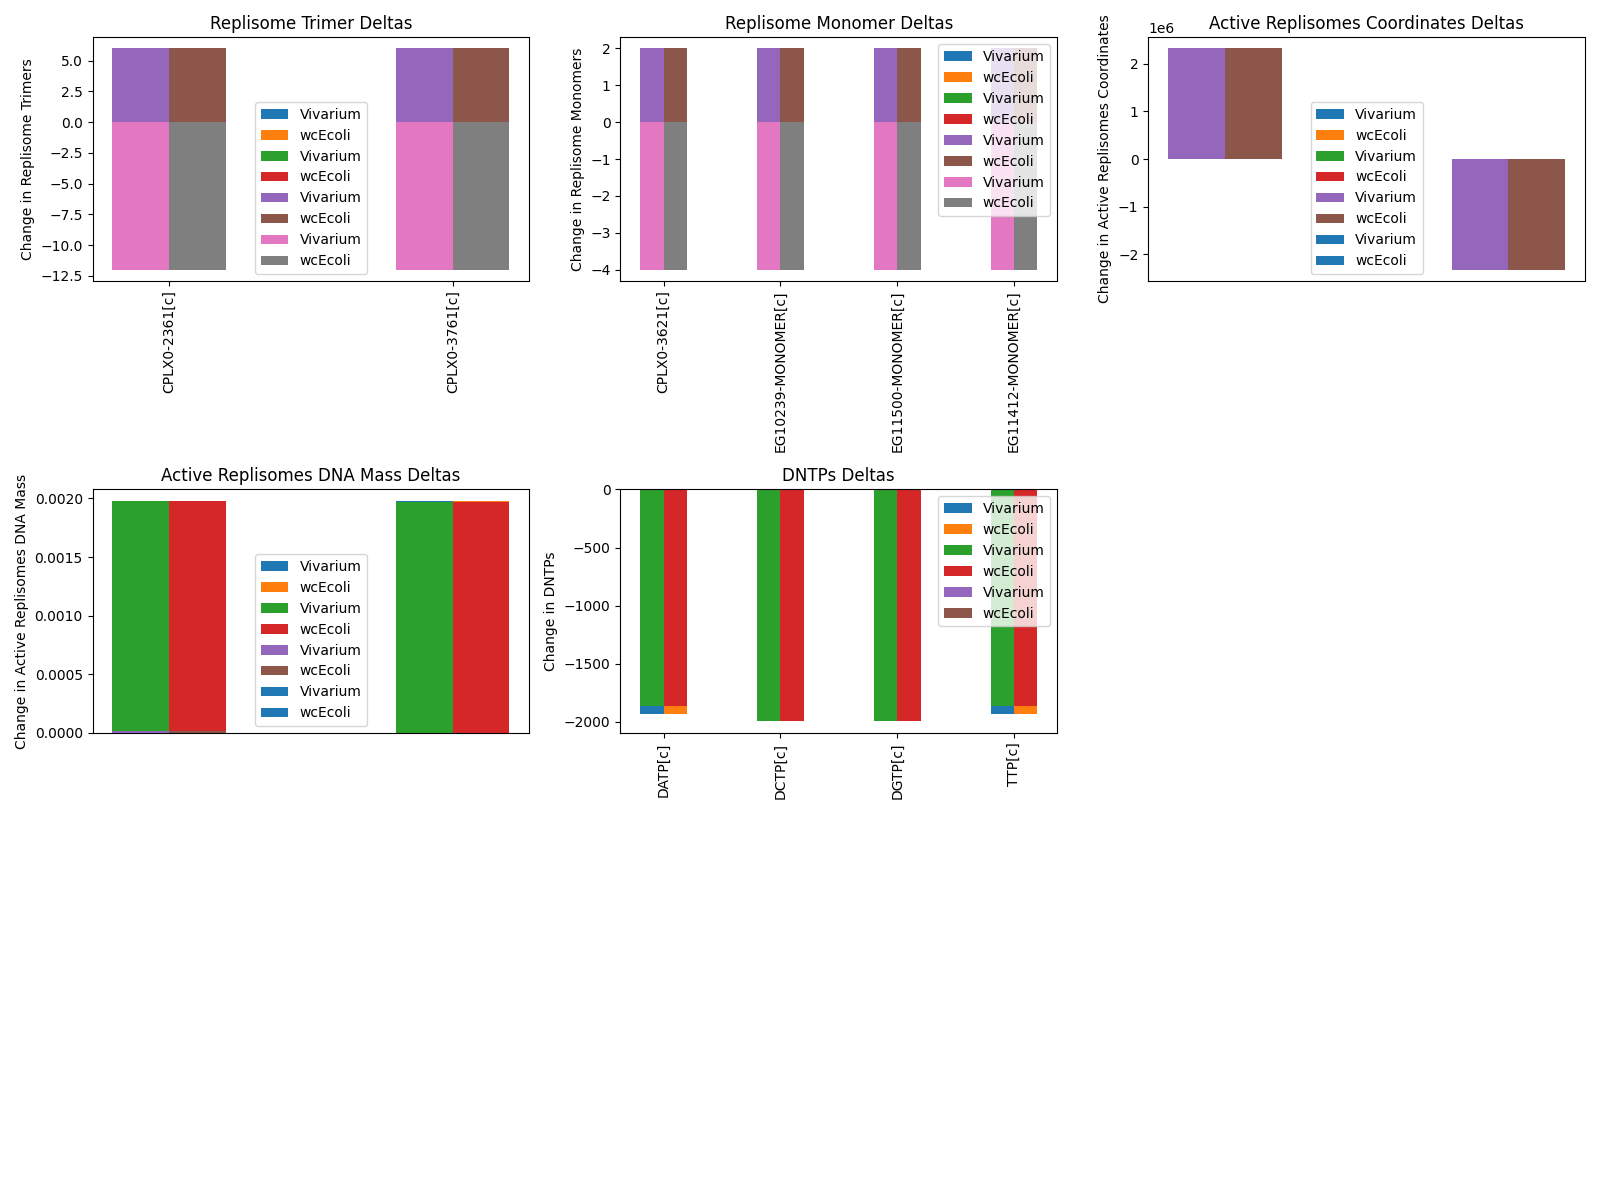 Replisome Trimer Deltas
Change in Replisome Trimers
5.0
2.5
0.0
−2.5
−5.0
−7.5
−10.0
−12.5
Vivarium
wcEcoli
Vivarium
wcEcoli
Vivarium
wcEcoli
Vivarium
wcEcoli
CPLX0-2361[c]
CPLX0-3761[c]
Replisome Monomer Deltas
Change in Replisome Monomers
2
1
0
−1
−2
−3
−4
Vivarium
wcEcoli
Vivarium
wcEcoli
Vivarium
wcEcoli
Vivarium
wcEcoli
CPLX0-3621[c]
EG10239-MONOMER[c]
EG11500-MONOMER[c]
EG11412-MONOMER[c]
Active Replisomes Coordinates Deltas
Change in Active Replisomes Coordinates
1e6
2
1
0
−1
−2
Vivarium
wcEcoli
Vivarium
wcEcoli
Vivarium
wcEcoli
Vivarium
wcEcoli
Active Replisomes DNA Mass Deltas
Change in Active Replisomes DNA Mass
0.0020
0.0015
0.0010
0.0005
0.0000
Vivarium
wcEcoli
Vivarium
wcEcoli
Vivarium
wcEcoli
Vivarium
wcEcoli
DNTPs Deltas
Change in DNTPs
0
−500
−1000
−1500
−2000
Vivarium
wcEcoli
Vivarium
wcEcoli
Vivarium
wcEcoli
DATP[c]
DCTP[c]
DGTP[c]
TTP[c]